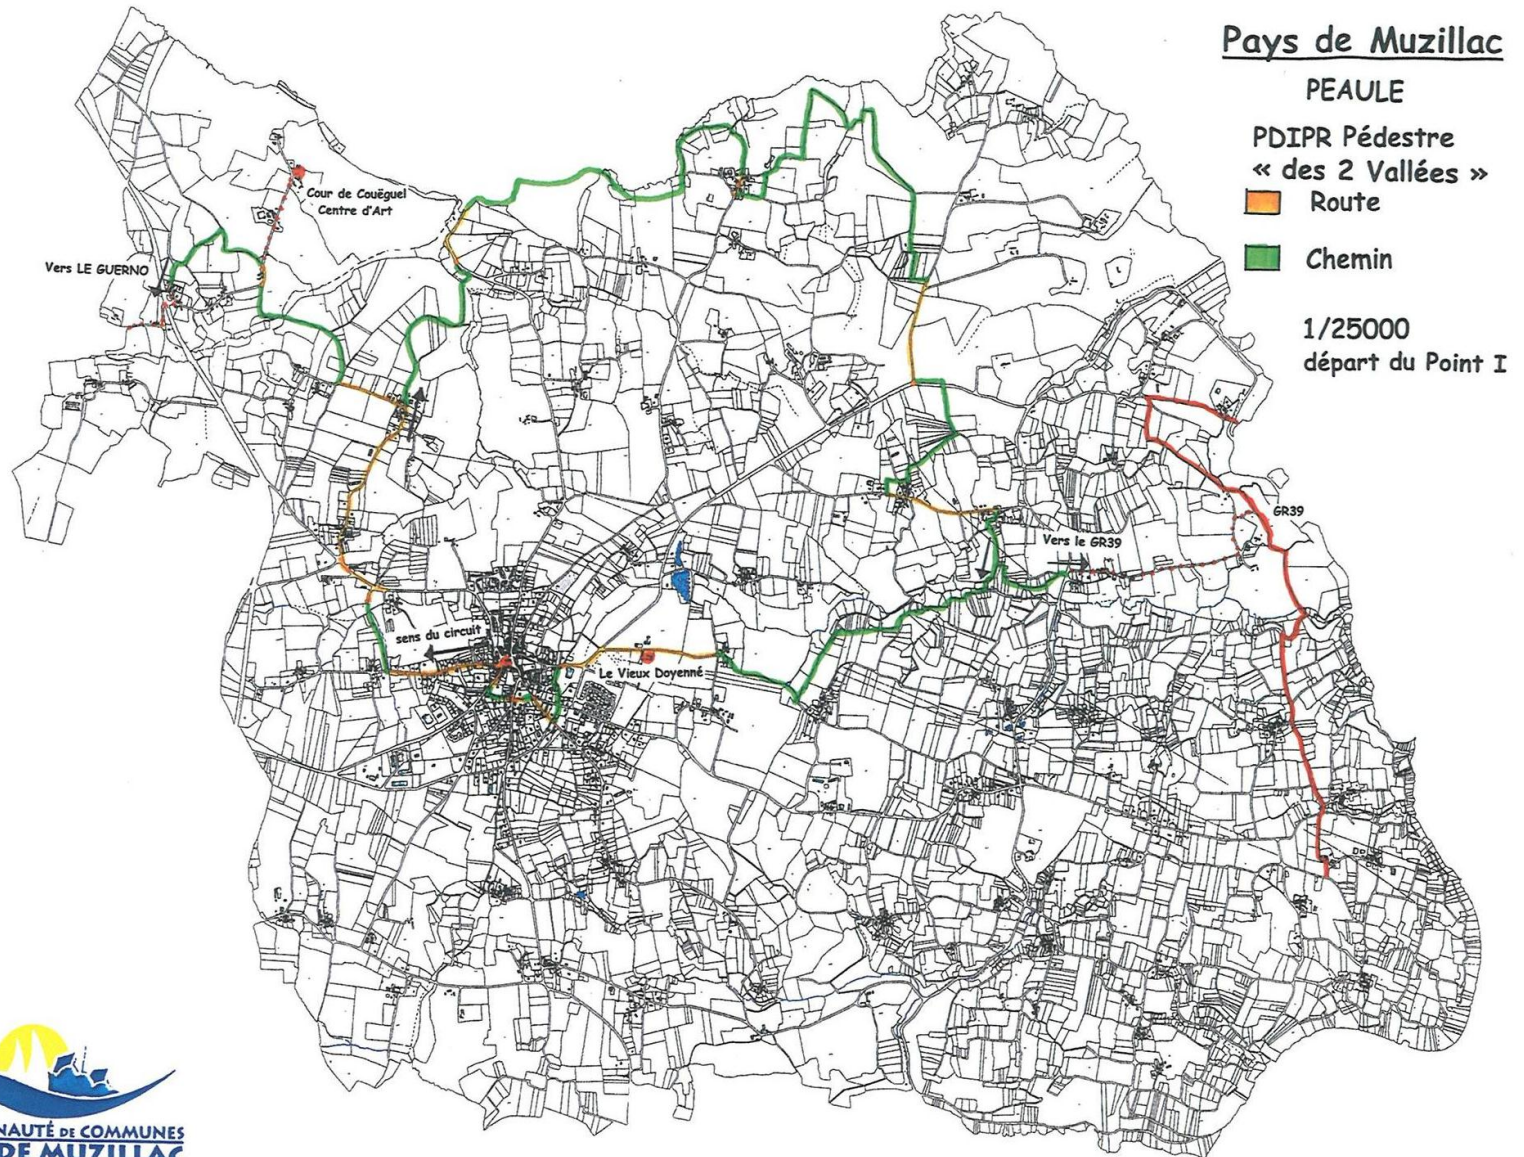 Pays de Muzillac
PEAULE
PDIPR Pédestre
« des 2 Vallées »
Route
Chemin
1/25000
départ du Point I
Cour de Couëguel
Centre d'Art
Vers LE GUERNO
GR39
Vers le GR39
sens du circuit
Le Vieux Doyenné
NAUTÉ DE COMMUNES
DE MUZILLAC